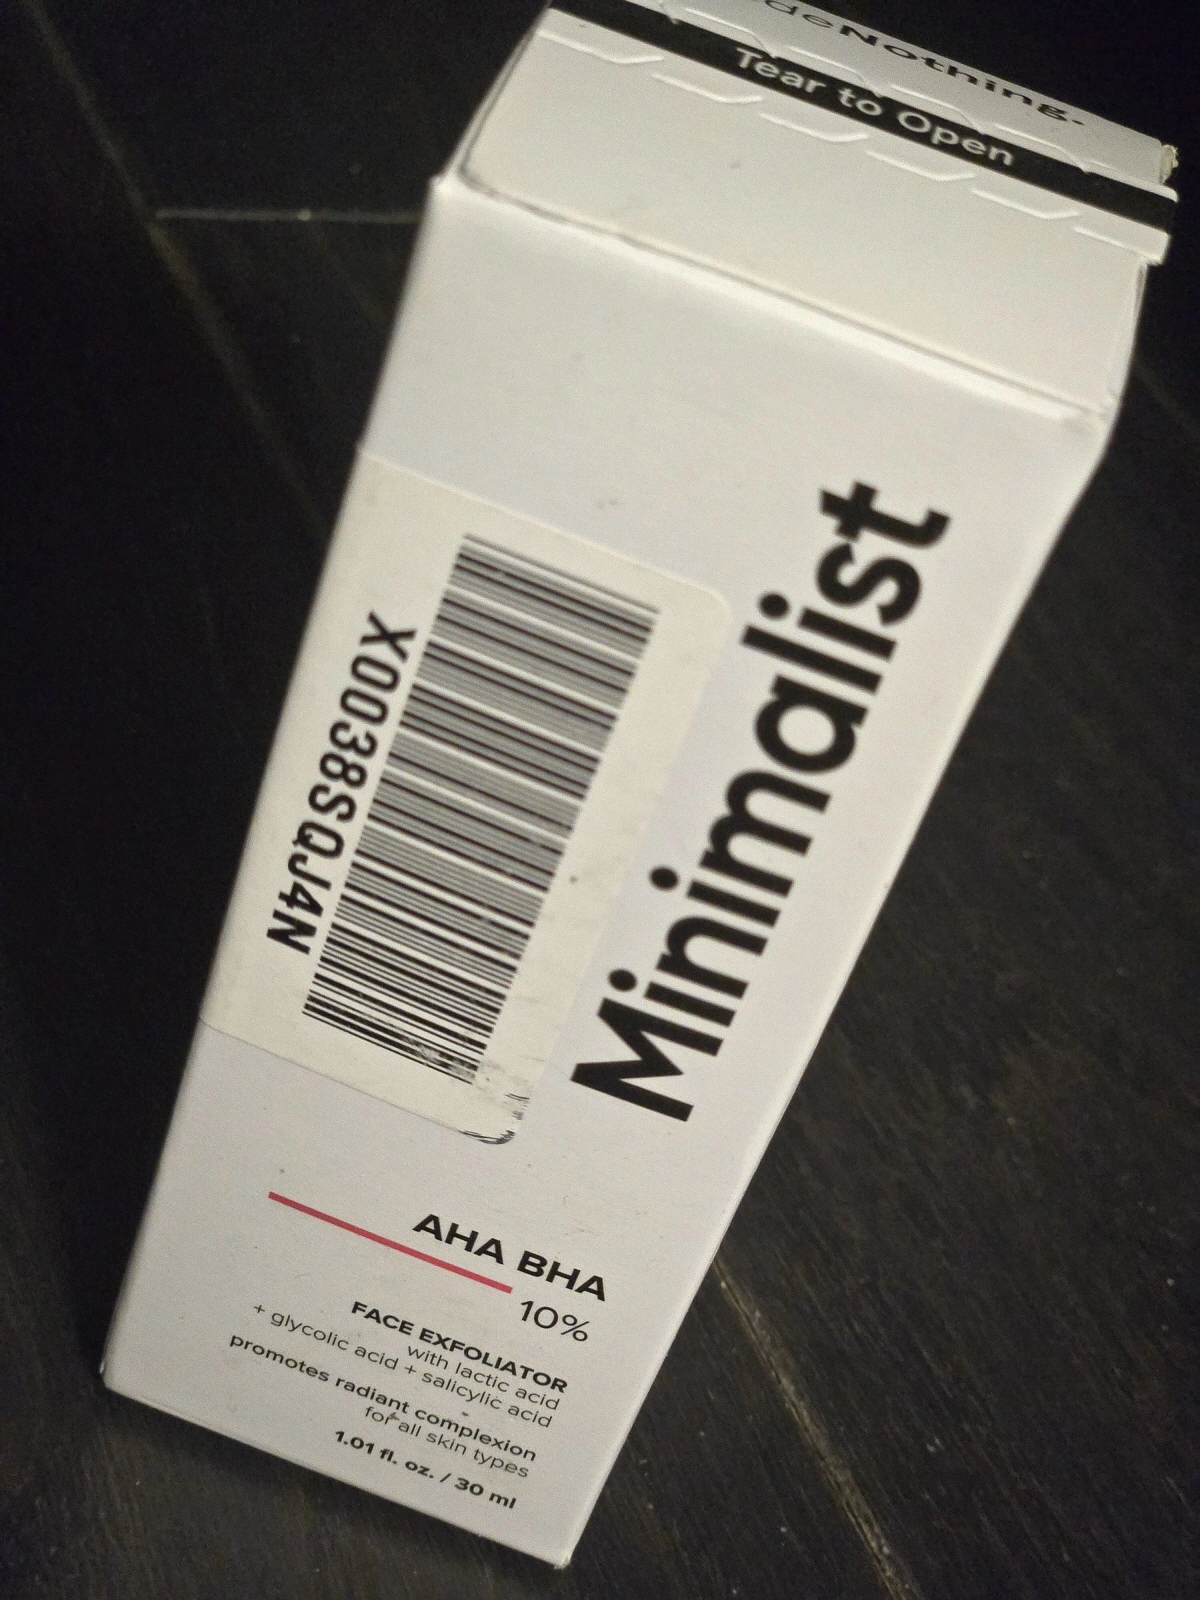 Nothing.
Tear to Open
Minimalist
X0038SQJ4N
AHA BHA
10%
FACE EXFOLIATOR
with lactic acid
+ glycolic acid + salicylic acid
promotes radiant complexion
for all skin types
1.01 fl. oz. / 30 ml